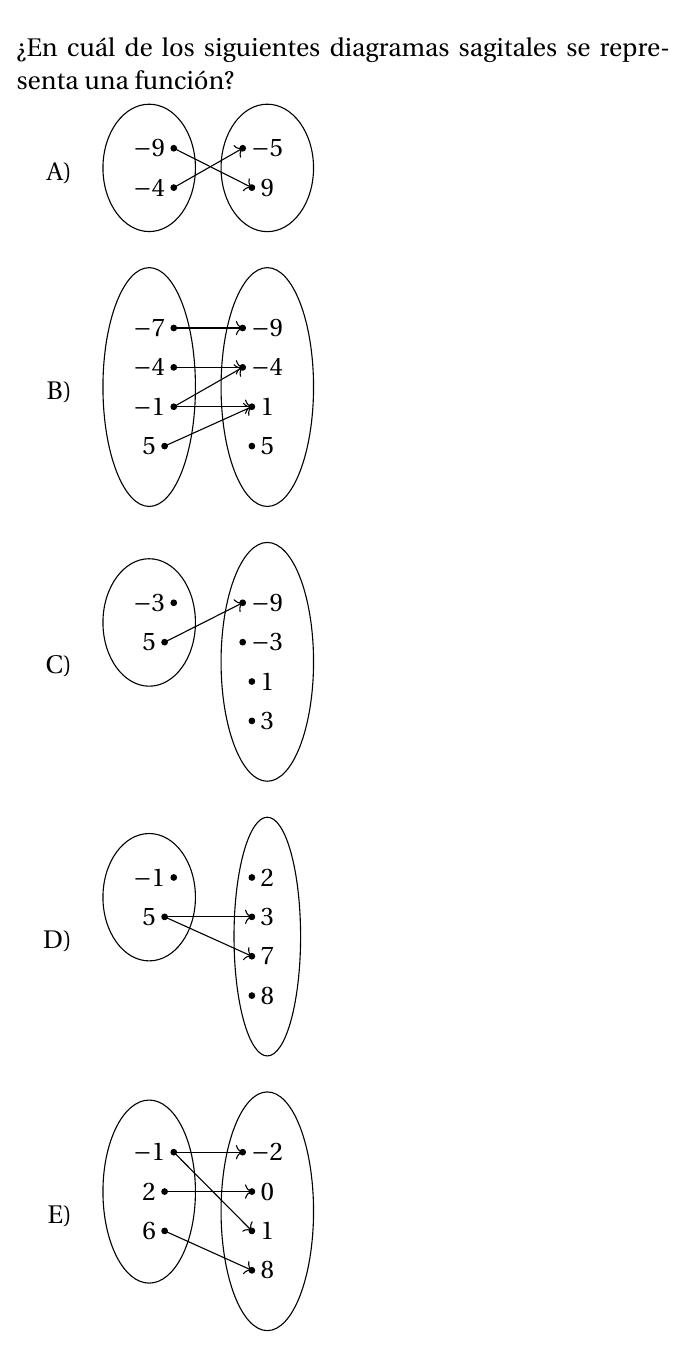 ¿En cuál de los siguientes diagramas sagitales se repre-
senta una función?
A)
−9 −5
−4 9
B)
−7 −9
−4 −4
−1 1
5 5
C)
−3 −9
5 −3
1
3
D)
−1 2
5 3
7
8
E)
−1 −2
2 0
6 1
8